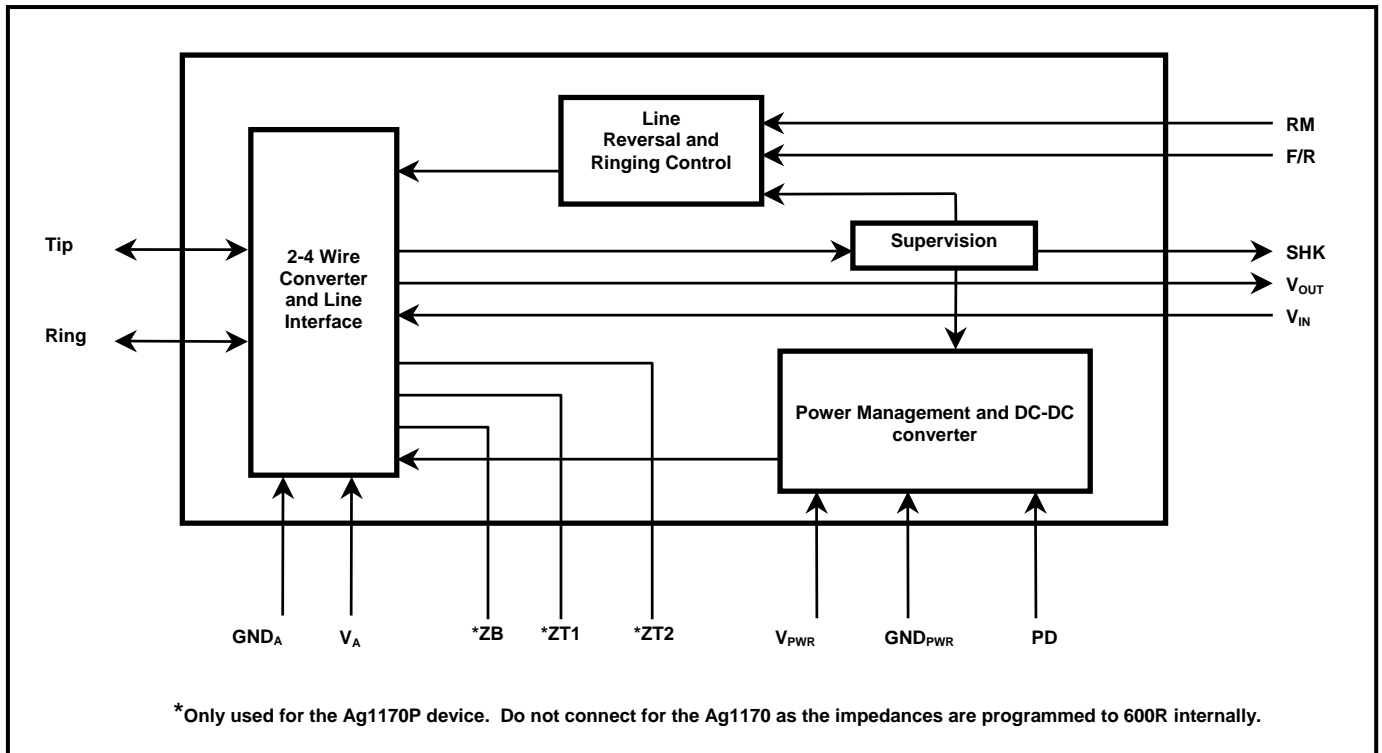 Line
Reversal and
Ringing Control
RM
F/R
Tip
Ring
2-4 Wire
Converter
and Line
Interface
Supervision
SHK
VOUT
VIN
Power Management and DC-DC
converter
GNDA
VA
*ZB
*ZT1
*ZT2
VPWR
GNDPWR
PD
*Only used for the Ag1170P device. Do not connect for the Ag1170 as the impedances are programmed to 600R internally.